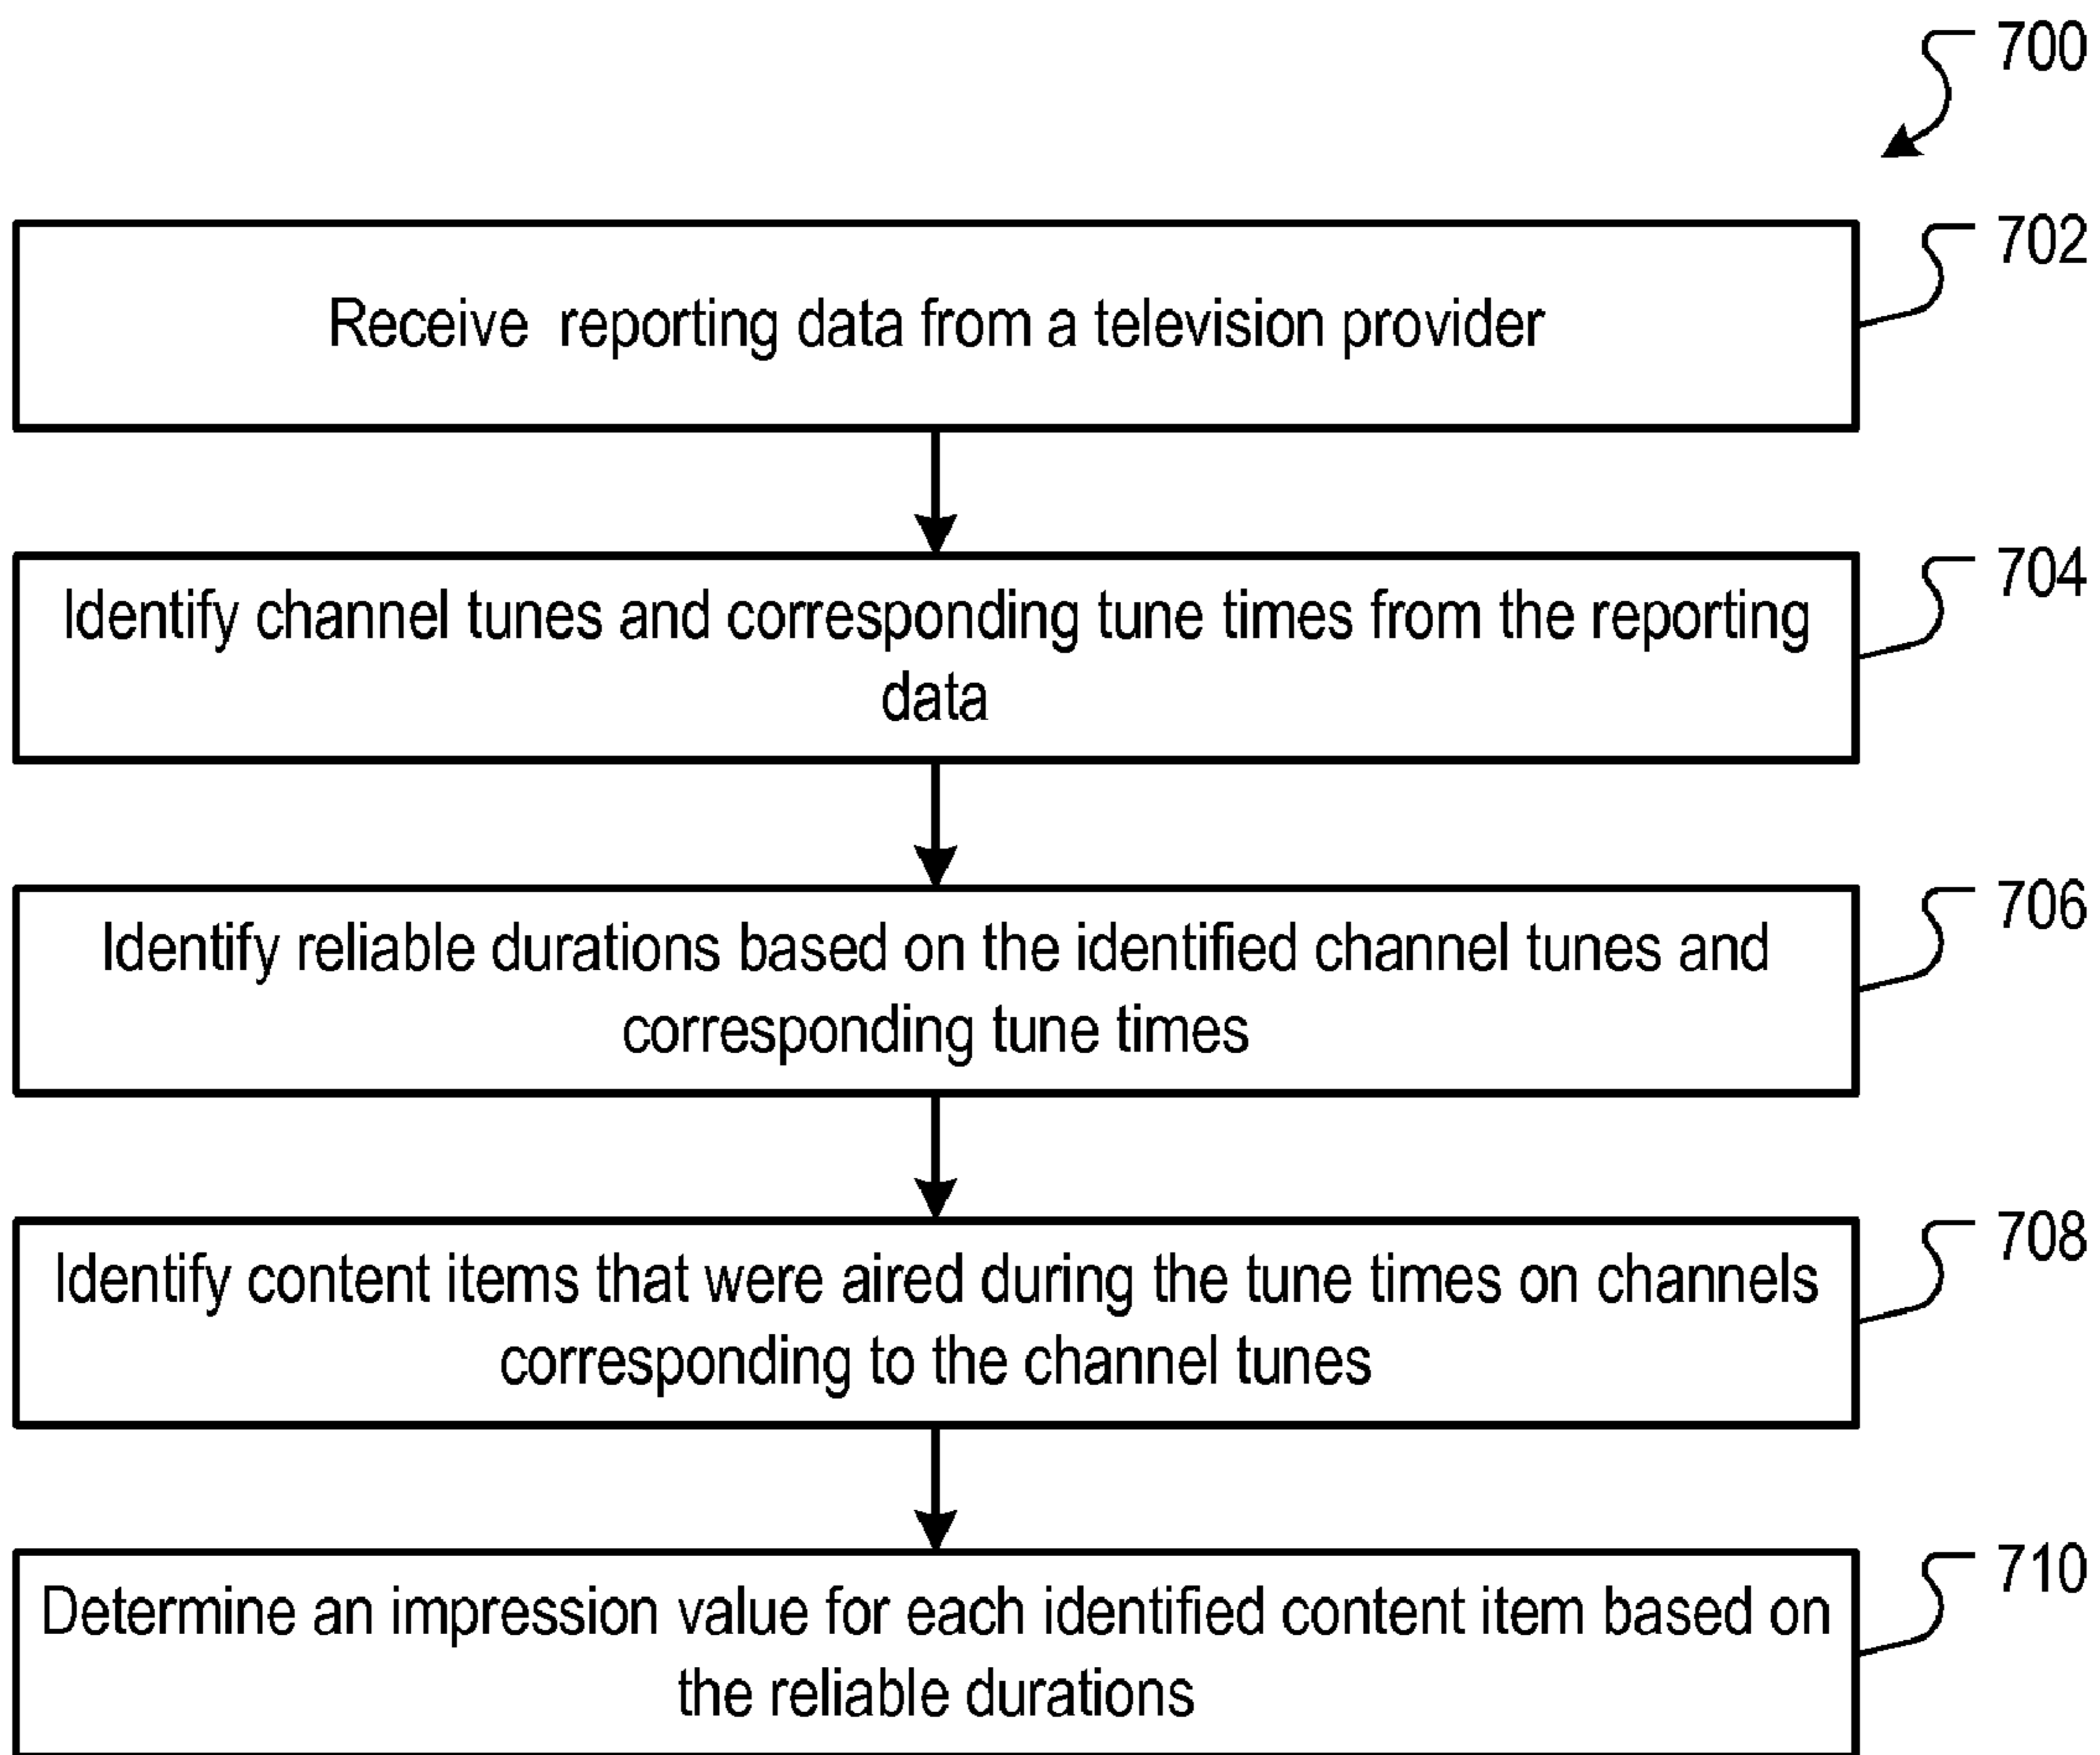 700
702
Receive reporting data from a television provider
704
Identify channel tunes and corresponding tune times from the reporting
data
706
Identify reliable durations based on the identified channel tunes and
corresponding tune times
708
Identify content items that were aired during the tune times on channels
corresponding to the channel tunes
710
Determine an impression value for each identified content item based on
the reliable durations